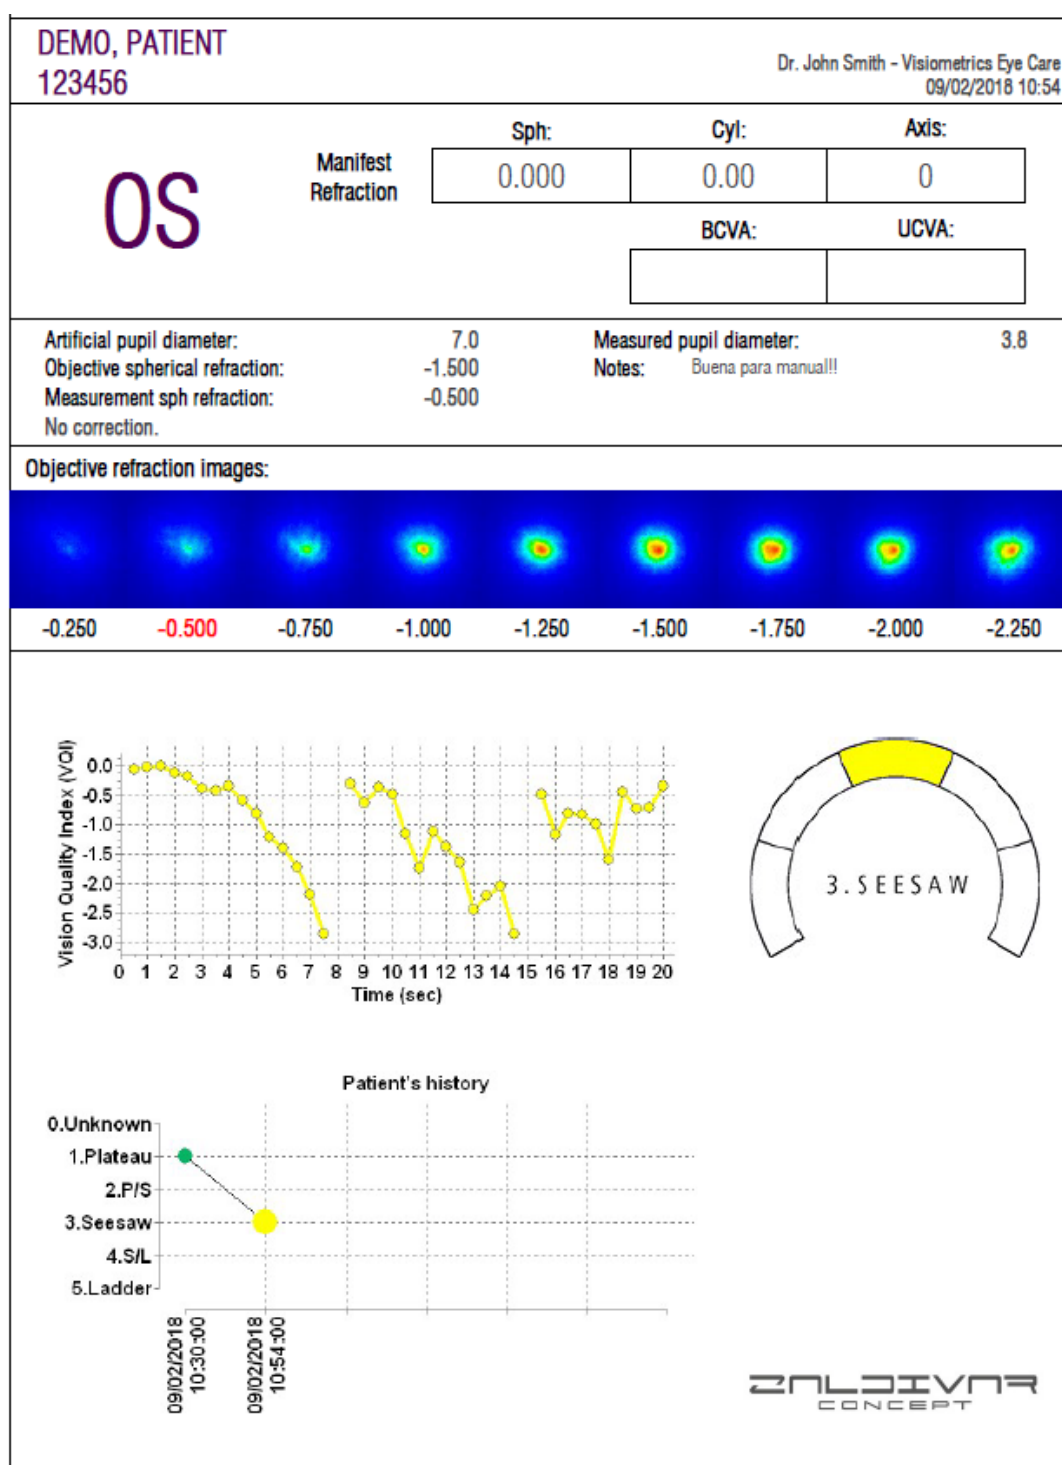 DEMO, PATIENT
123456
Dr. John Smith - Visiometrics Eye Care
09/02/2018 10:54
OS
Manifest Refraction
Sph: Cyl: Axis:
0.000 0.00 0
BCVA: UCVA:
Artificial pupil diameter: 7.0 Measured pupil diameter: 3.8
Objective spherical refraction: -1.500 Notes: Buena para manual!!
Measurement sph refraction: -0.500
No correction.
Objective refraction images:
-0.250 -0.500 -0.750 -1.000 -1.250 -1.500 -1.750 -2.000 -2.250
Vision Quality Index (VQI)
0.0
-0.5
-1.0
-1.5
-2.0
-2.5
-3.0
0 1 2 3 4 5 6 7 8 9 10 11 12 13 14 15 16 17 18 19 20
Time (sec)
3.SEESAW
Patient's history
0.Unknown
1.Plateau
2.P/S
3.Seesaw
4.S/L
5.Ladder
09/02/2018
10:30:00
09/02/2018
10:54:00
ZALDIVAR
CONCEPT